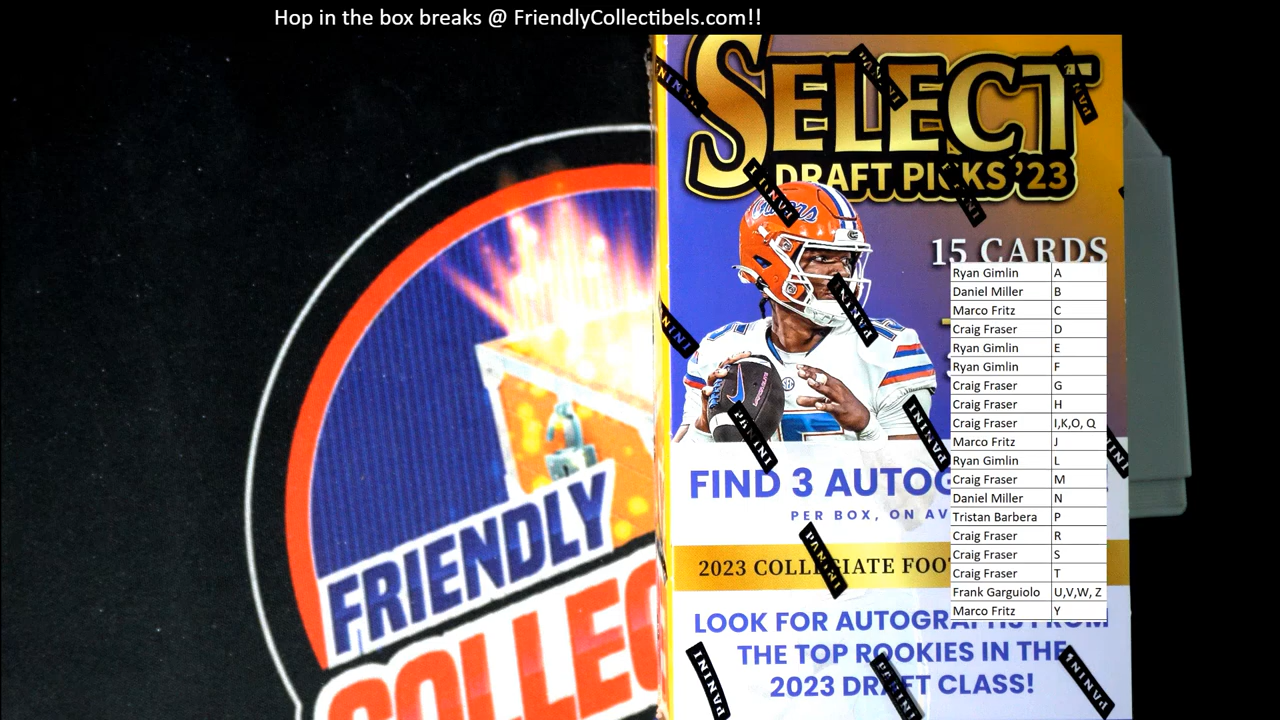 Hop in the box breaks @ FriendlyCollectibels.com!!
SELECT
DRAFT PICKS '23
15 CARDS
Ryan Gimlin A
Daniel Miller B
Marco Fritz C
Craig Fraser D
Ryan Gimlin E
Ryan Gimlin F
Craig Fraser G
Craig Fraser H
Craig Fraser I,K,O, Q
Marco Fritz J
Ryan Gimlin L
Craig Fraser M
Daniel Miller N
Tristan Barbera P
Craig Fraser R
Craig Fraser S
Craig Fraser T
Frank Garguiolo U,V,W, Z
Marco Fritz Y
Gators
FIND 3 AUTOG
PER BOX, ON AV
2023 COLLEGIATE FOO
LOOK FOR AUTOGRAPHS FROM
THE TOP ROOKIES IN THE
2023 DRAFT CLASS!
PANINI
FRIENDLY
COLLEC